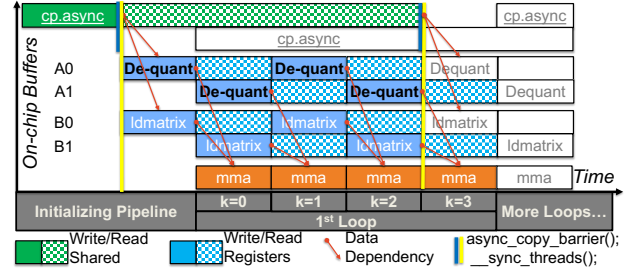 cp.async
cp.async
cp.async
On-chip Buffers
A0 De-quant De-quant Dequant
A1 De-quant De-quant Dequant
B0 ldmatrix ldmatrix ldmatrix
B1 ldmatrix ldmatrix ldmatrix
mma mma mma mma mma
Time
Initializing Pipeline k=0 k=1 k=2 k=3 More Loops…
1st Loop
Write/Read Shared
Write/Read Registers
Data Dependency
async_copy_barrier();
__sync_threads();